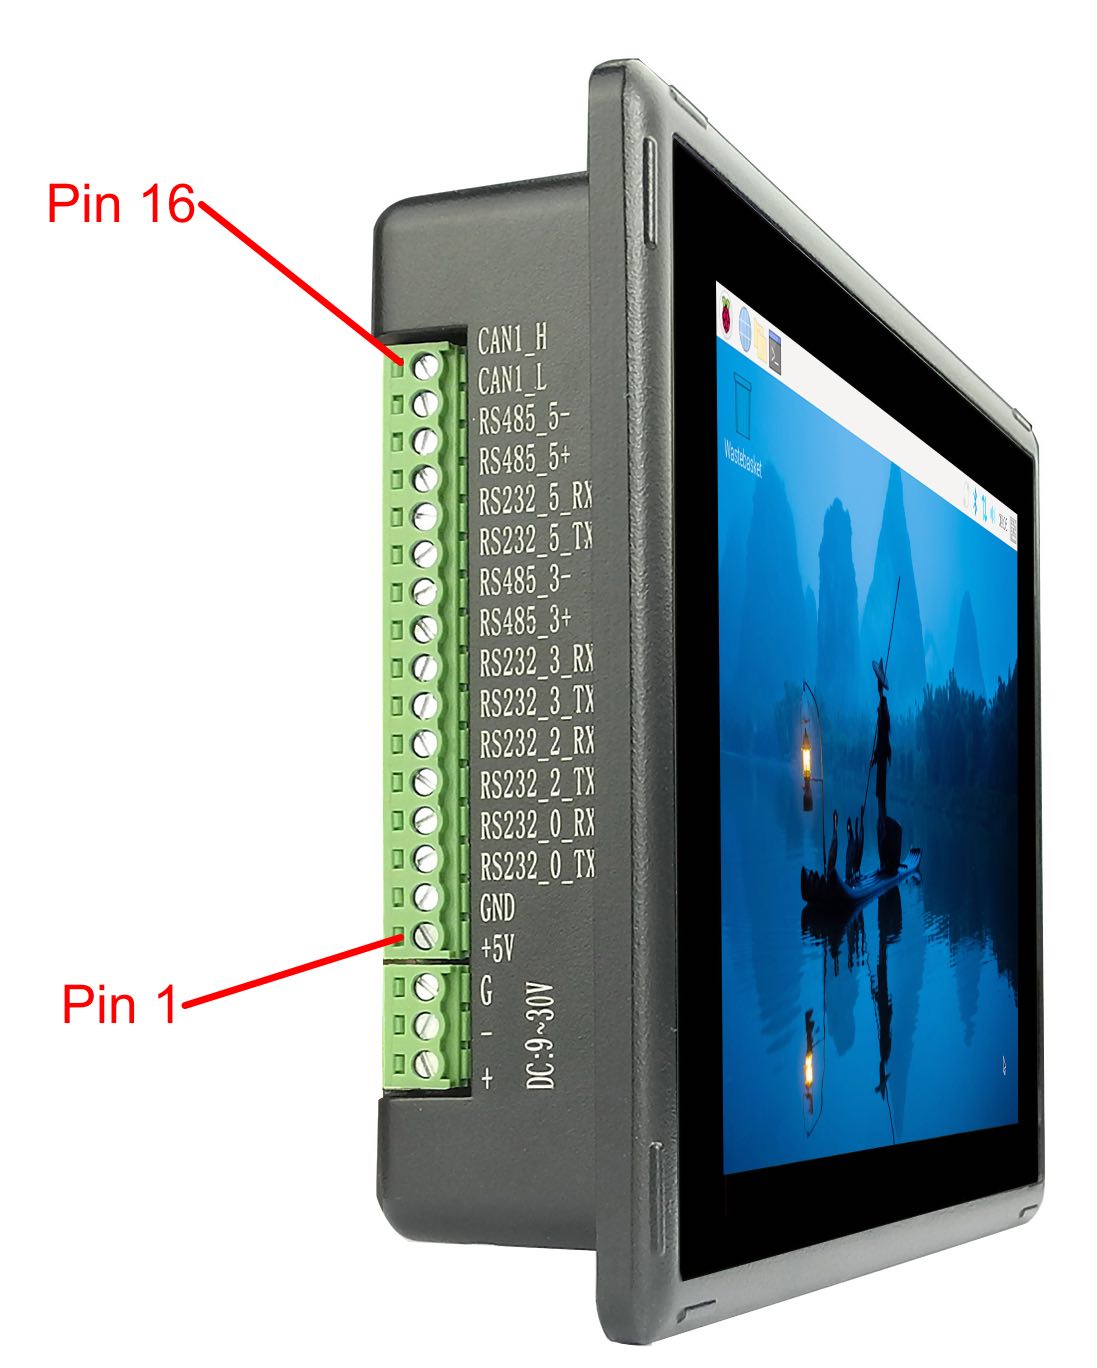 Pin 16
CAN1_H
CAN1_L
RS485_5-
RS485_5+
RS232_5_RX
RS232_5_TX
RS485_3-
RS485_3+
RS232_3_RX
RS232_3_TX
RS232_2_RX
RS232_2_TX
RS232_0_RX
RS232_0_TX
GND
+5V
Pin 1
G
-
+
DC:9~30V
Wastebasket